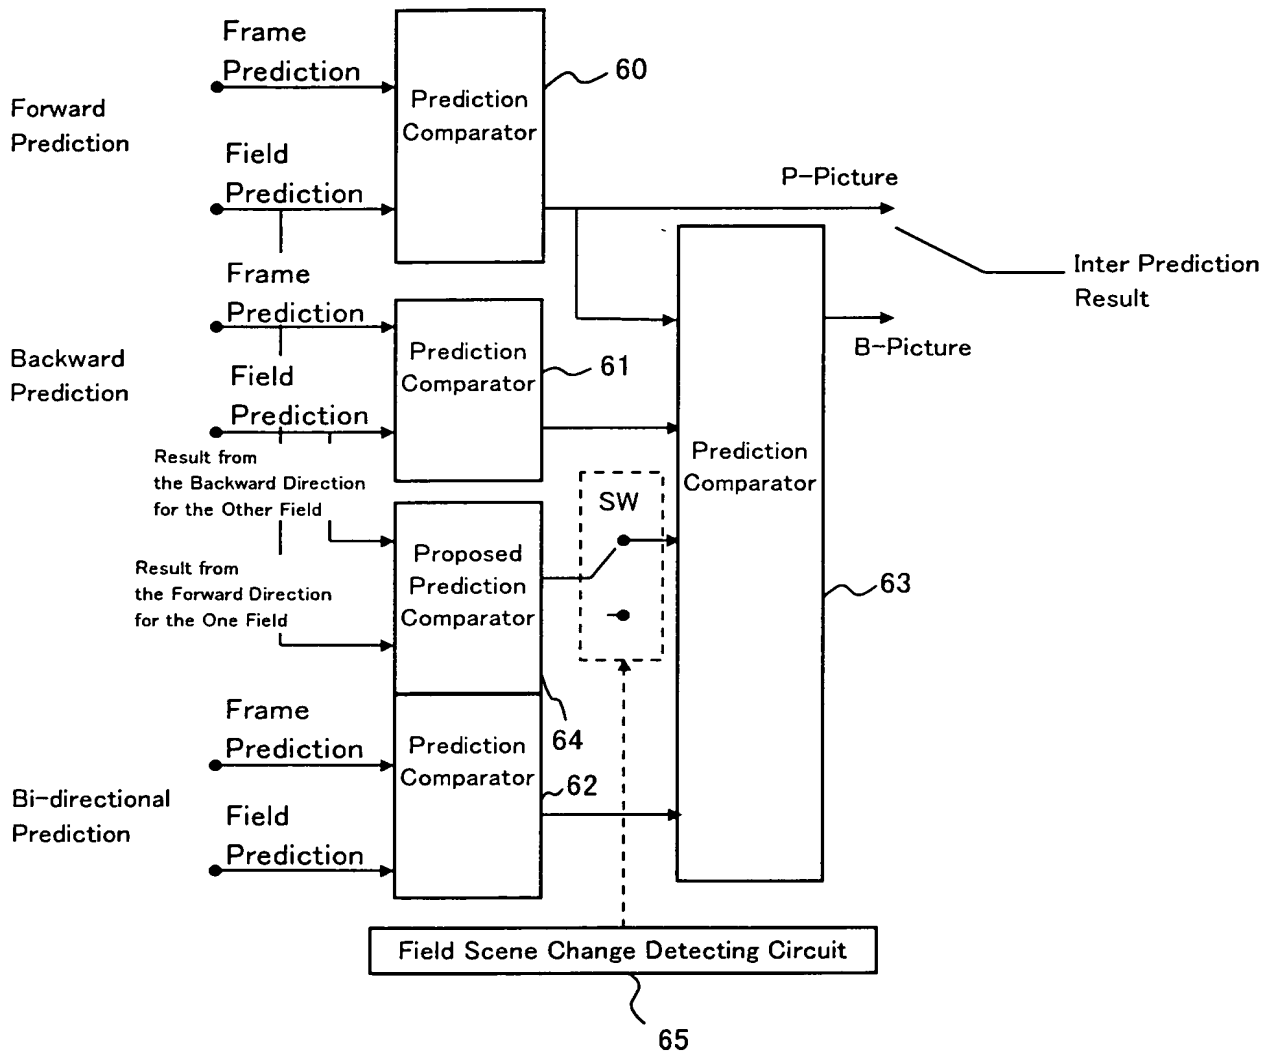 Frame
Prediction
60
Forward
Prediction
Prediction
Comparator
Field
Prediction
P-Picture
Frame
Prediction
Inter Prediction
Result
Backward
Prediction
Prediction
Comparator
61
B-Picture
Field
Prediction
Result from
the Backward Direction
for the Other Field
Prediction
Comparator
SW
Proposed
Prediction
Comparator
Result from
the Forward Direction
for the One Field
63
Frame
Prediction
64
Prediction
Comparator
62
Bi-directional
Prediction
Field
Prediction
Field Scene Change Detecting Circuit
65